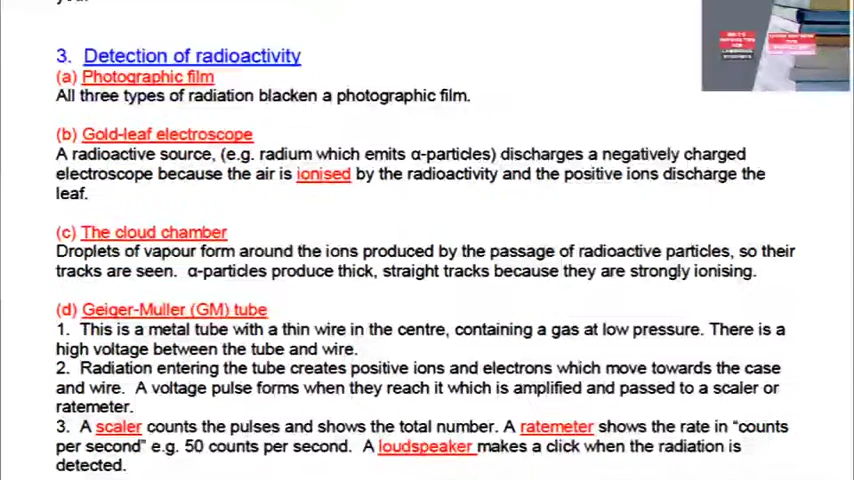 3. Detection of radioactivity
(a) Photographic film
All three types of radiation blacken a photographic film.
(b) Gold-leaf electroscope
A radioactive source, (e.g. radium which emits α-particles) discharges a negatively charged
electroscope because the air is ionised by the radioactivity and the positive ions discharge the
leaf.
(c) The cloud chamber
Droplets of vapour form around the ions produced by the passage of radioactive particles, so their
tracks are seen. α-particles produce thick, straight tracks because they are strongly ionising.
(d) Geiger-Muller (GM) tube
1. This is a metal tube with a thin wire in the centre, containing a gas at low pressure. There is a
high voltage between the tube and wire.
2. Radiation entering the tube creates positive ions and electrons which move towards the case
and wire. A voltage pulse forms when they reach it which is amplified and passed to a scaler or
ratemeter.
3. A scaler counts the pulses and shows the total number. A ratemeter shows the rate in “counts
per second” e.g. 50 counts per second. A loudspeaker makes a click when the radiation is
detected.